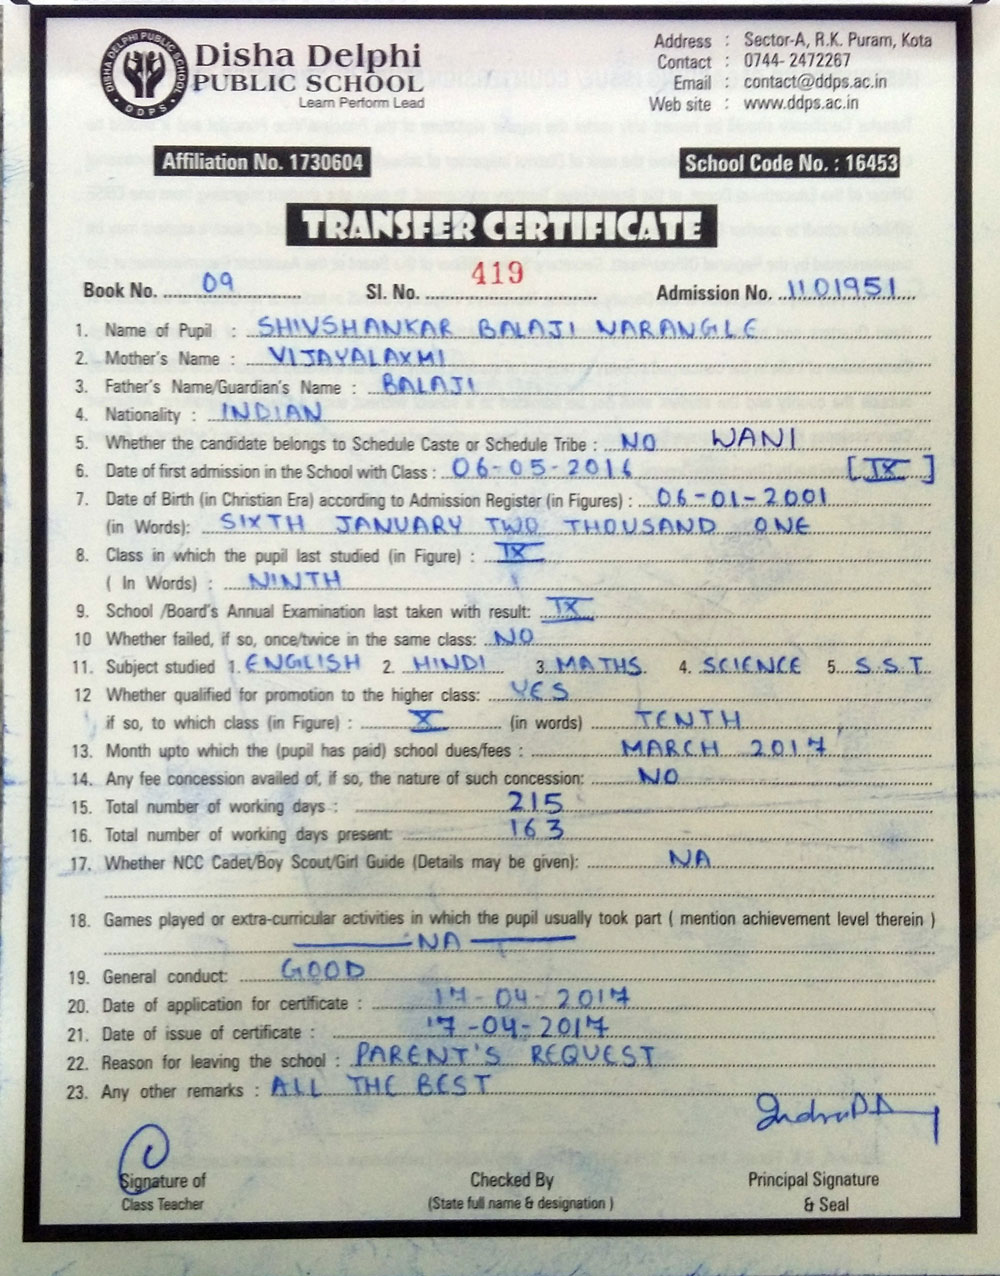 DISHA DELPHI PUBLIC SCHOOL
DDPS
Disha Delphi
PUBLIC SCHOOL
Learn Perform Lead
Address : Sector-A, R.K. Puram, Kota
Contact : 0744- 2472267
Email : contact@ddps.ac.in
Web site : www.ddps.ac.in
Affiliation No. 1730604 School Code No. : 16453
TRANSFER CERTIFICATE
Book No. 09 Sl. No. 419 Admission No. 1101951
1. Name of Pupil : SHIVSHANKAR BALAJI NARANGLE
2. Mother's Name : VIJAYALAXMI
3. Father's Name/Guardian's Name : BALAJI
4. Nationality : INDIAN
5. Whether the candidate belongs to Schedule Caste or Schedule Tribe : NO WANI
6. Date of first admission in the School with Class : 06-05-2016 [IX]
7. Date of Birth (in Christian Era) according to Admission Register (in Figures) : 06-01-2001
(in Words): SIXTH JANUARY TWO THOUSAND ONE
8. Class in which the pupil last studied (in Figure) : IX
( In Words) : NINTH
9. School /Board's Annual Examination last taken with result: IX
10 Whether failed, if so, once/twice in the same class: NO
11. Subject studied 1. ENGLISH 2. HINDI 3. MATHS. 4. SCIENCE 5. S.S.T.
12 Whether qualified for promotion to the higher class: YES
if so, to which class (in Figure) : X (in words) TENTH
13. Month upto which the (pupil has paid) school dues/fees : MARCH 2017
14. Any fee concession availed of, if so, the nature of such concession: NO
15. Total number of working days : 215
16. Total number of working days present: 163
17. Whether NCC Cadet/Boy Scout/Girl Guide (Details may be given): NA
18. Games played or extra-curricular activities in which the pupil usually took part ( mention achievement level therein )
NA
19. General conduct: GOOD
20. Date of application for certificate : 17-04-2017
21. Date of issue of certificate : 17-04-2017
22. Reason for leaving the school : PARENT'S REQUEST
23. Any other remarks : ALL THE BEST
Signature of Checked By Principal Signature
Class Teacher (State full name & designation ) & Seal